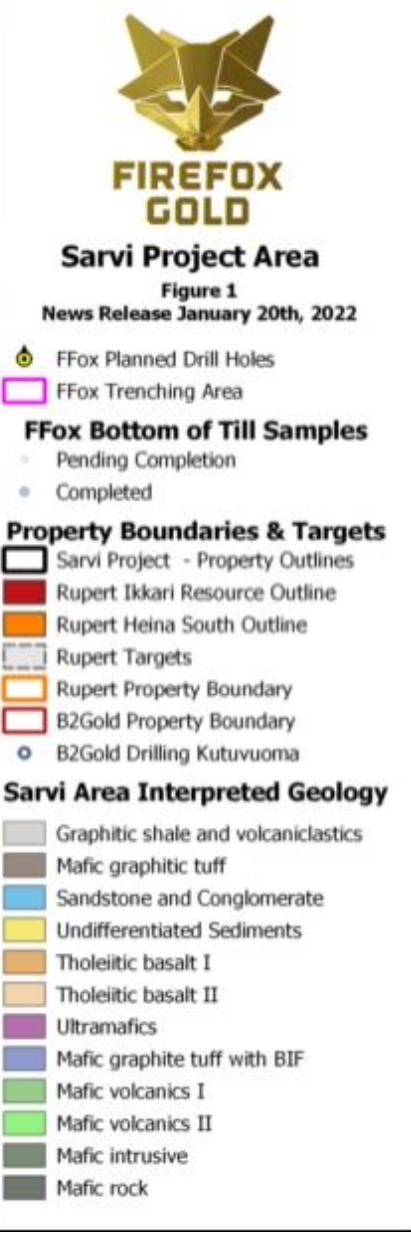 FIREFOX
GOLD
Sarvi Project Area
Figure 1
News Release January 20th, 2022
FFox Planned Drill Holes
FFox Trenching Area
FFox Bottom of Till Samples
Pending Completion
Completed
Property Boundaries & Targets
Sarvi Project - Property Outlines
Rupert Ikkari Resource Outline
Rupert Heina South Outline
Rupert Targets
Rupert Property Boundary
B2Gold Property Boundary
B2Gold Drilling Kutuvuoma
Sarvi Area Interpreted Geology
Graphitic shale and volcaniclastics
Mafic graphitic tuff
Sandstone and Conglomerate
Undifferentiated Sediments
Tholeiitic basalt I
Tholeiitic basalt II
Ultramafics
Mafic graphite tuff with BIF
Mafic volcanics I
Mafic volcanics II
Mafic intrusive
Mafic rock